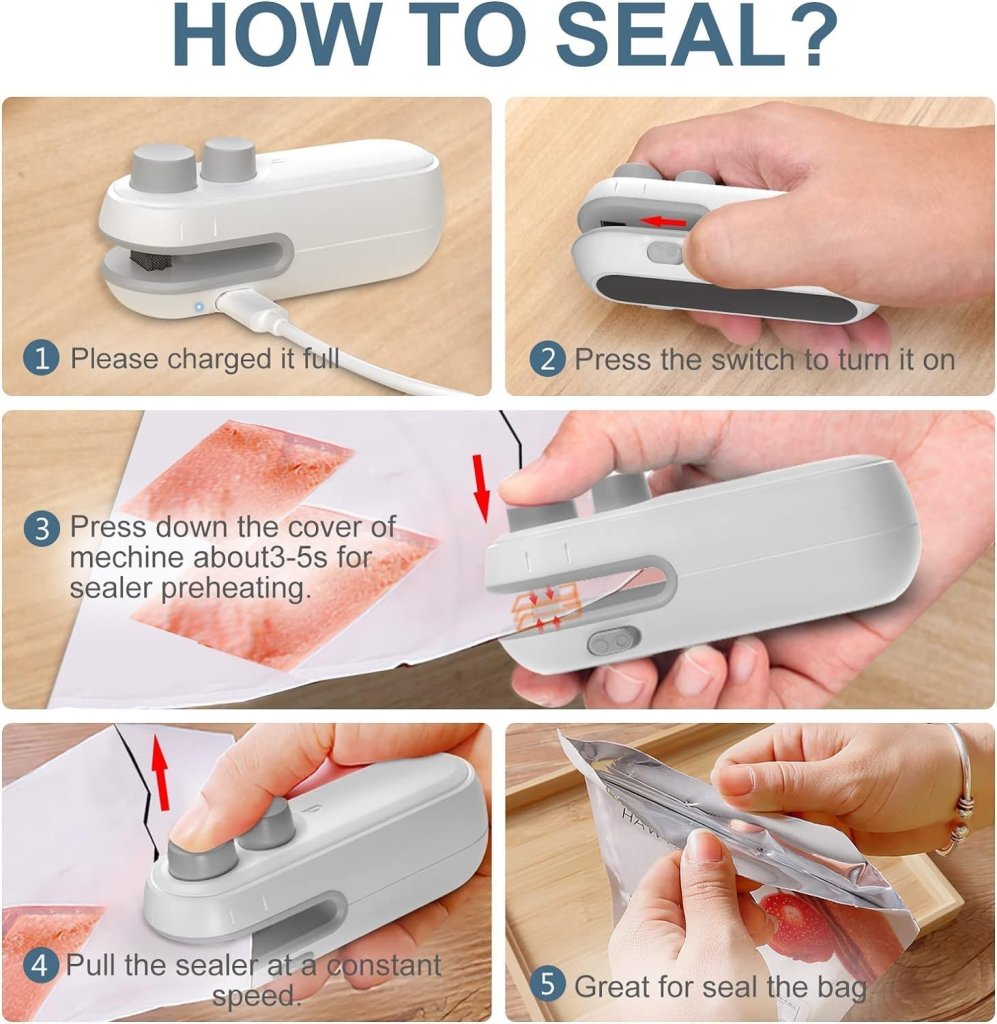 HOW TO SEAL?
1 Please charged it full
2 Press the switch to turn it on
3 Press down the cover of
mechine about3-5s for
sealer preheating.
4 Pull the sealer at a constant
speed.
HAW
5 Great for seal the bag